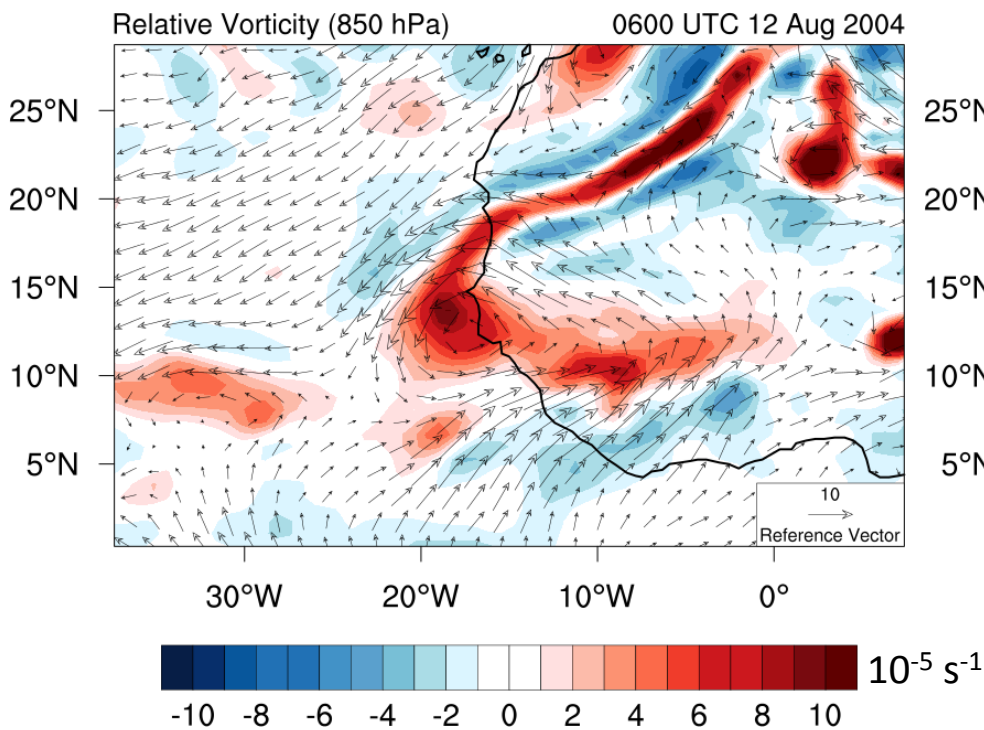 Relative Vorticity (850 hPa) 0600 UTC 12 Aug 2004
25°N 25°N
20°N 20°N
15°N 15°N
10°N 10°N
5°N 5°N
10
Reference Vector
30°W 20°W 10°W 0°
10⁻⁵ s⁻¹
-10 -8 -6 -4 -2 0 2 4 6 8 10